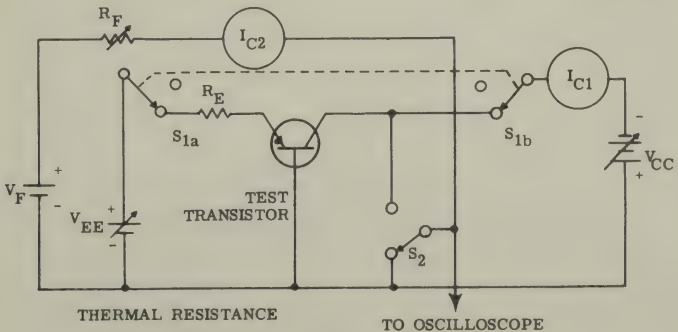 R_F
I_C2
R_E
S_1a
S_1b
I_C1
-
V_CC
+
+
V_F
-
TEST
TRANSISTOR
V_EE
+
-
S_2
THERMAL RESISTANCE
TO OSCILLOSCOPE